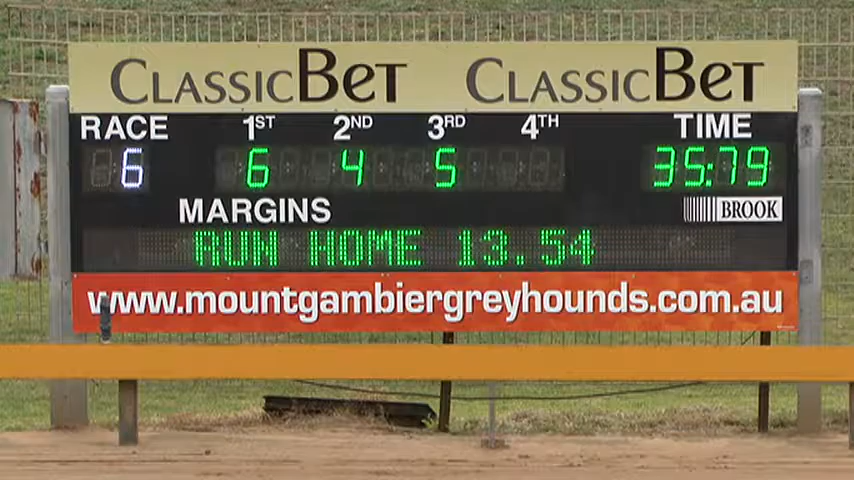 CLASSICBET CLASSICBET
RACE 1ST 2ND 3RD 4TH TIME
6 6 4 5 35:79
MARGINS BROOK
RUN HOME 13.54
www.mountgambiergreyhounds.com.au